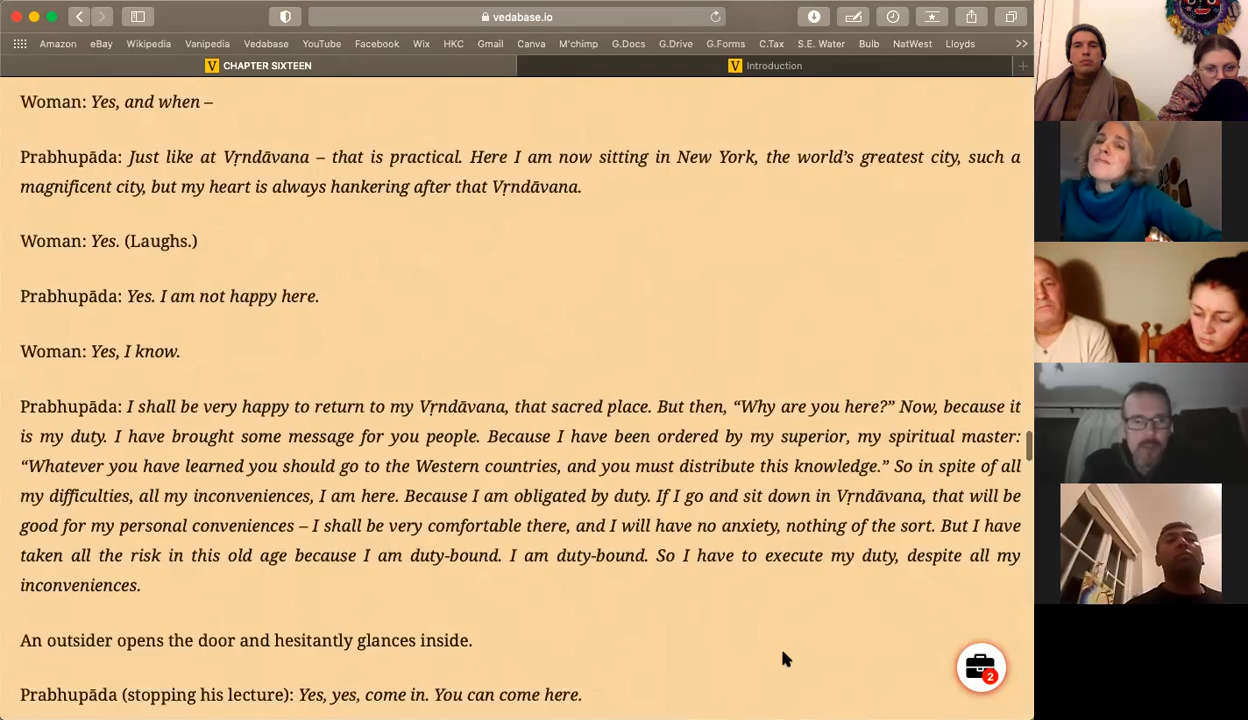 vedabase.io
Amazon eBay Wikipedia Vanipedia Vedabase YouTube Facebook Wix HKC Gmail Canva M'chimp G.Docs G.Drive G.Forms C.Tax S.E. Water Bulb NatWest Lloyds >>
V CHAPTER SIXTEEN V Introduction
Woman: Yes, and when –
Prabhupāda: Just like at Vṛndāvana – that is practical. Here I am now sitting in New York, the world’s greatest city, such a
magnificent city, but my heart is always hankering after that Vṛndāvana.
Woman: Yes. (Laughs.)
Prabhupāda: Yes. I am not happy here.
Woman: Yes, I know.
Prabhupāda: I shall be very happy to return to my Vṛndāvana, that sacred place. But then, “Why are you here?” Now, because it
is my duty. I have brought some message for you people. Because I have been ordered by my superior, my spiritual master:
“Whatever you have learned you should go to the Western countries, and you must distribute this knowledge.” So in spite of all
my difficulties, all my inconveniences, I am here. Because I am obligated by duty. If I go and sit down in Vṛndāvana, that will be
good for my personal conveniences – I shall be very comfortable there, and I will have no anxiety, nothing of the sort. But I have
taken all the risk in this old age because I am duty-bound. I am duty-bound. So I have to execute my duty, despite all my
inconveniences.
An outsider opens the door and hesitantly glances inside.
2
Prabhupāda (stopping his lecture): Yes, yes, come in. You can come here.